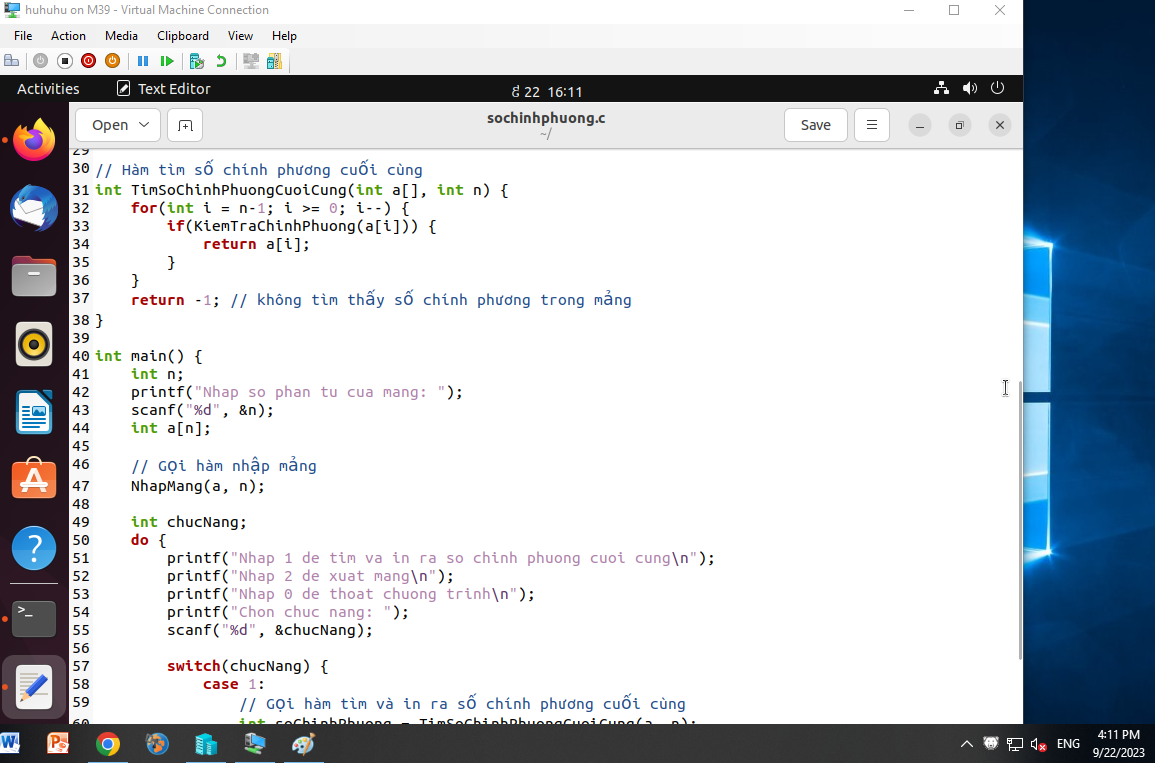 huhuhu on M39 - Virtual Machine Connection
File Action Media Clipboard View Help
Activities Text Editor 22 16:11
Open sochinhphuong.c Save
~/
29
30 // Hàm tìm số chính phương cuối cùng
31 int TimSoChinhPhuongCuoiCung(int a[], int n) {
32 for(int i = n-1; i >= 0; i--) {
33 if(KiemTraChinhPhuong(a[i])) {
34 return a[i];
35 }
36 }
37 return -1; // không tìm thấy số chính phương trong mảng
38 }
39
40 int main() {
41 int n;
42 printf("Nhap so phan tu cua mang: ");
43 scanf("%d", &n);
44 int a[n];
45
46 // Gọi hàm nhập mảng
47 NhapMang(a, n);
48
49 int chucNang;
50 do {
51 printf("Nhap 1 de tim va in ra so chinh phuong cuoi cung\n");
52 printf("Nhap 2 de xuat mang\n");
53 printf("Nhap 0 de thoat chuong trinh\n");
54 printf("Chon chuc nang: ");
55 scanf("%d", &chucNang);
56
57 switch(chucNang) {
58 case 1:
59 // Gọi hàm tìm và in ra số chính phương cuối cùng
60 int soChinhPhuong = TimSoChinhPhuongCuoiCung(a, n);
ENG
4:11 PM
9/22/2023